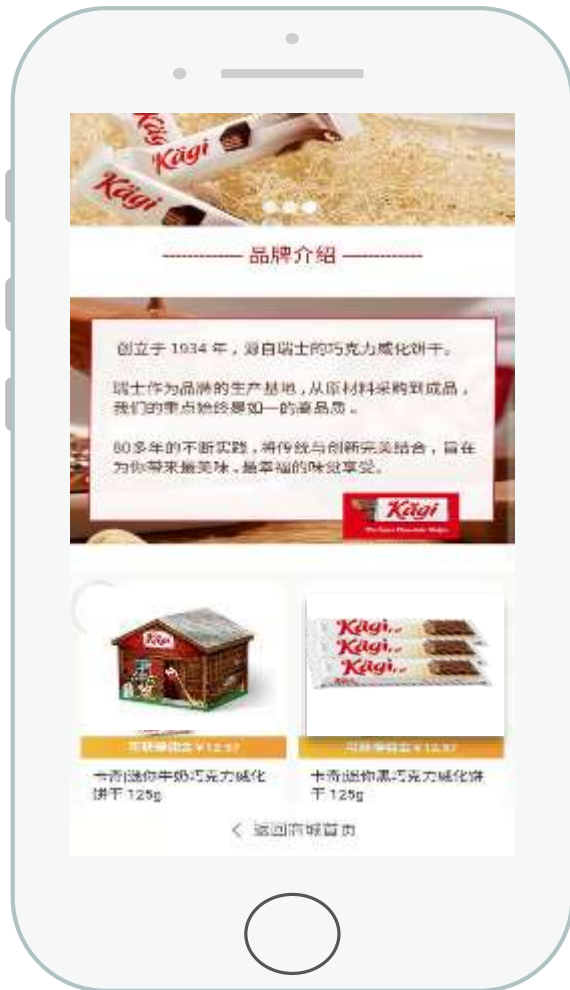 Kägi
Kägi
品牌介绍
创立于 1934 年，源自瑞士的巧克力威化饼干。
瑞士作为品牌的生产基地，从原材料采购到成品，
我们的重点始终是如一的高品质。
80多年的不断实践，将传统与创新完美结合，旨在
为你带来最美味、最幸福的味觉享受。
Kägi
Kägi
Kägi
Kägi
Kägi
卡奇|迷你牛奶巧克力威化
饼干 125g
卡奇|迷你黑巧克力威化饼
干 125g
< 返回商城首页